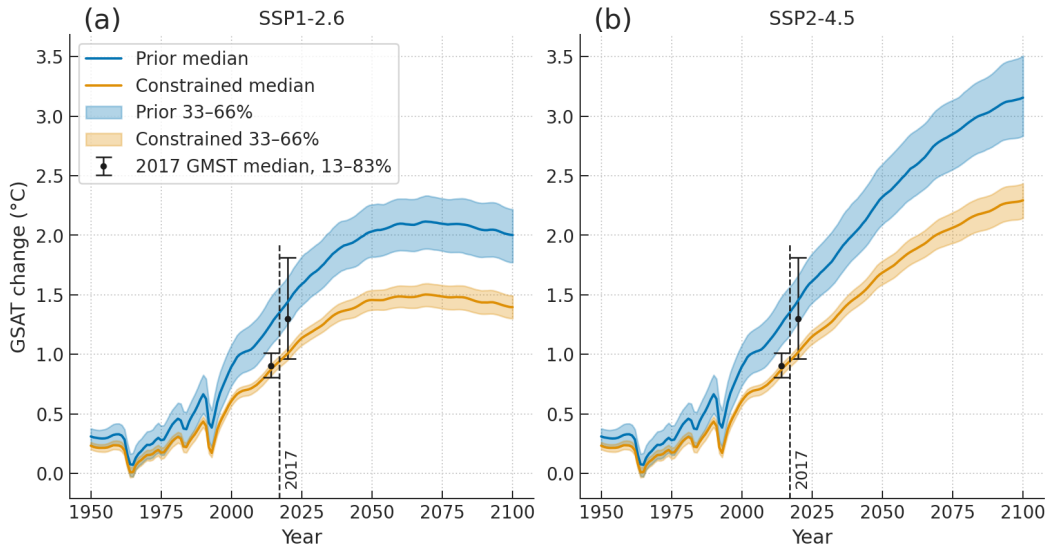 (a)
SSP1-2.6
(b)
SSP2-4.5
GSAT change (°C)
3.5
3.0
2.5
2.0
1.5
1.0
0.5
0.0
Prior median
Constrained median
Prior 33–66%
Constrained 33–66%
2017 GMST median, 13–83%
2017
1950 1975 2000 2025 2050 2075 2100
Year
3.5
3.0
2.5
2.0
1.5
1.0
0.5
0.0
2017
1950 1975 2000 2025 2050 2075 2100
Year